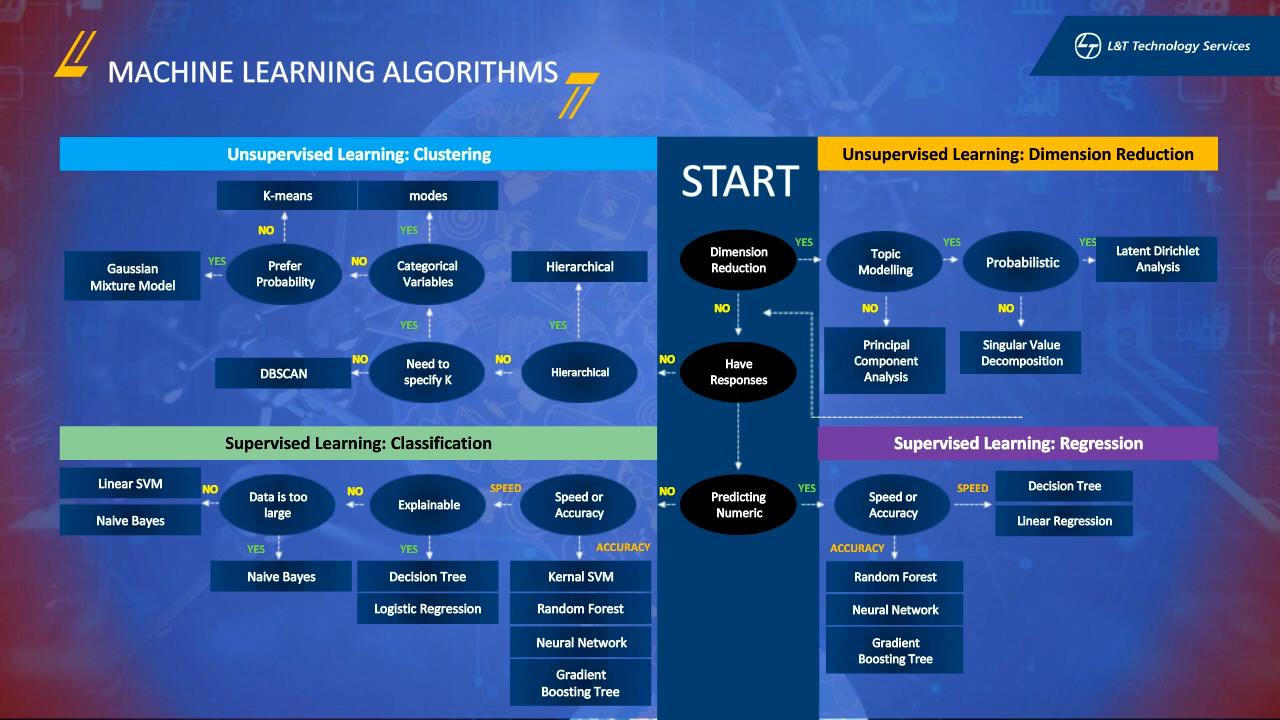 MACHINE LEARNING ALGORITHMS
L&T Technology Services
Unsupervised Learning: Clustering
START
Unsupervised Learning: Dimension Reduction
K-means
modes
NO
YES
Gaussian
Mixture Model
YES
Prefer
Probability
NO
Categorical
Variables
Hierarchical
Dimension
Reduction
YES
Topic
Modelling
YES
Probabilistic
YES
Latent Dirichlet
Analysis
YES
YES
NO
NO
NO
DBSCAN
NO
Need to
specify K
NO
Hierarchical
NO
Have
Responses
Principal
Component
Analysis
Singular Value
Decomposition
Supervised Learning: Classification
Supervised Learning: Regression
Linear SVM
Naive Bayes
NO
Data is too
large
NO
Explainable
SPEED
Speed or
Accuracy
NO
Predicting
Numeric
YES
Speed or
Accuracy
SPEED
Decision Tree
Linear Regression
YES
YES
ACCURACY
ACCURACY
Naive Bayes
Decision Tree
Logistic Regression
Kernal SVM
Random Forest
Neural Network
Gradient
Boosting Tree
Random Forest
Neural Network
Gradient
Boosting Tree